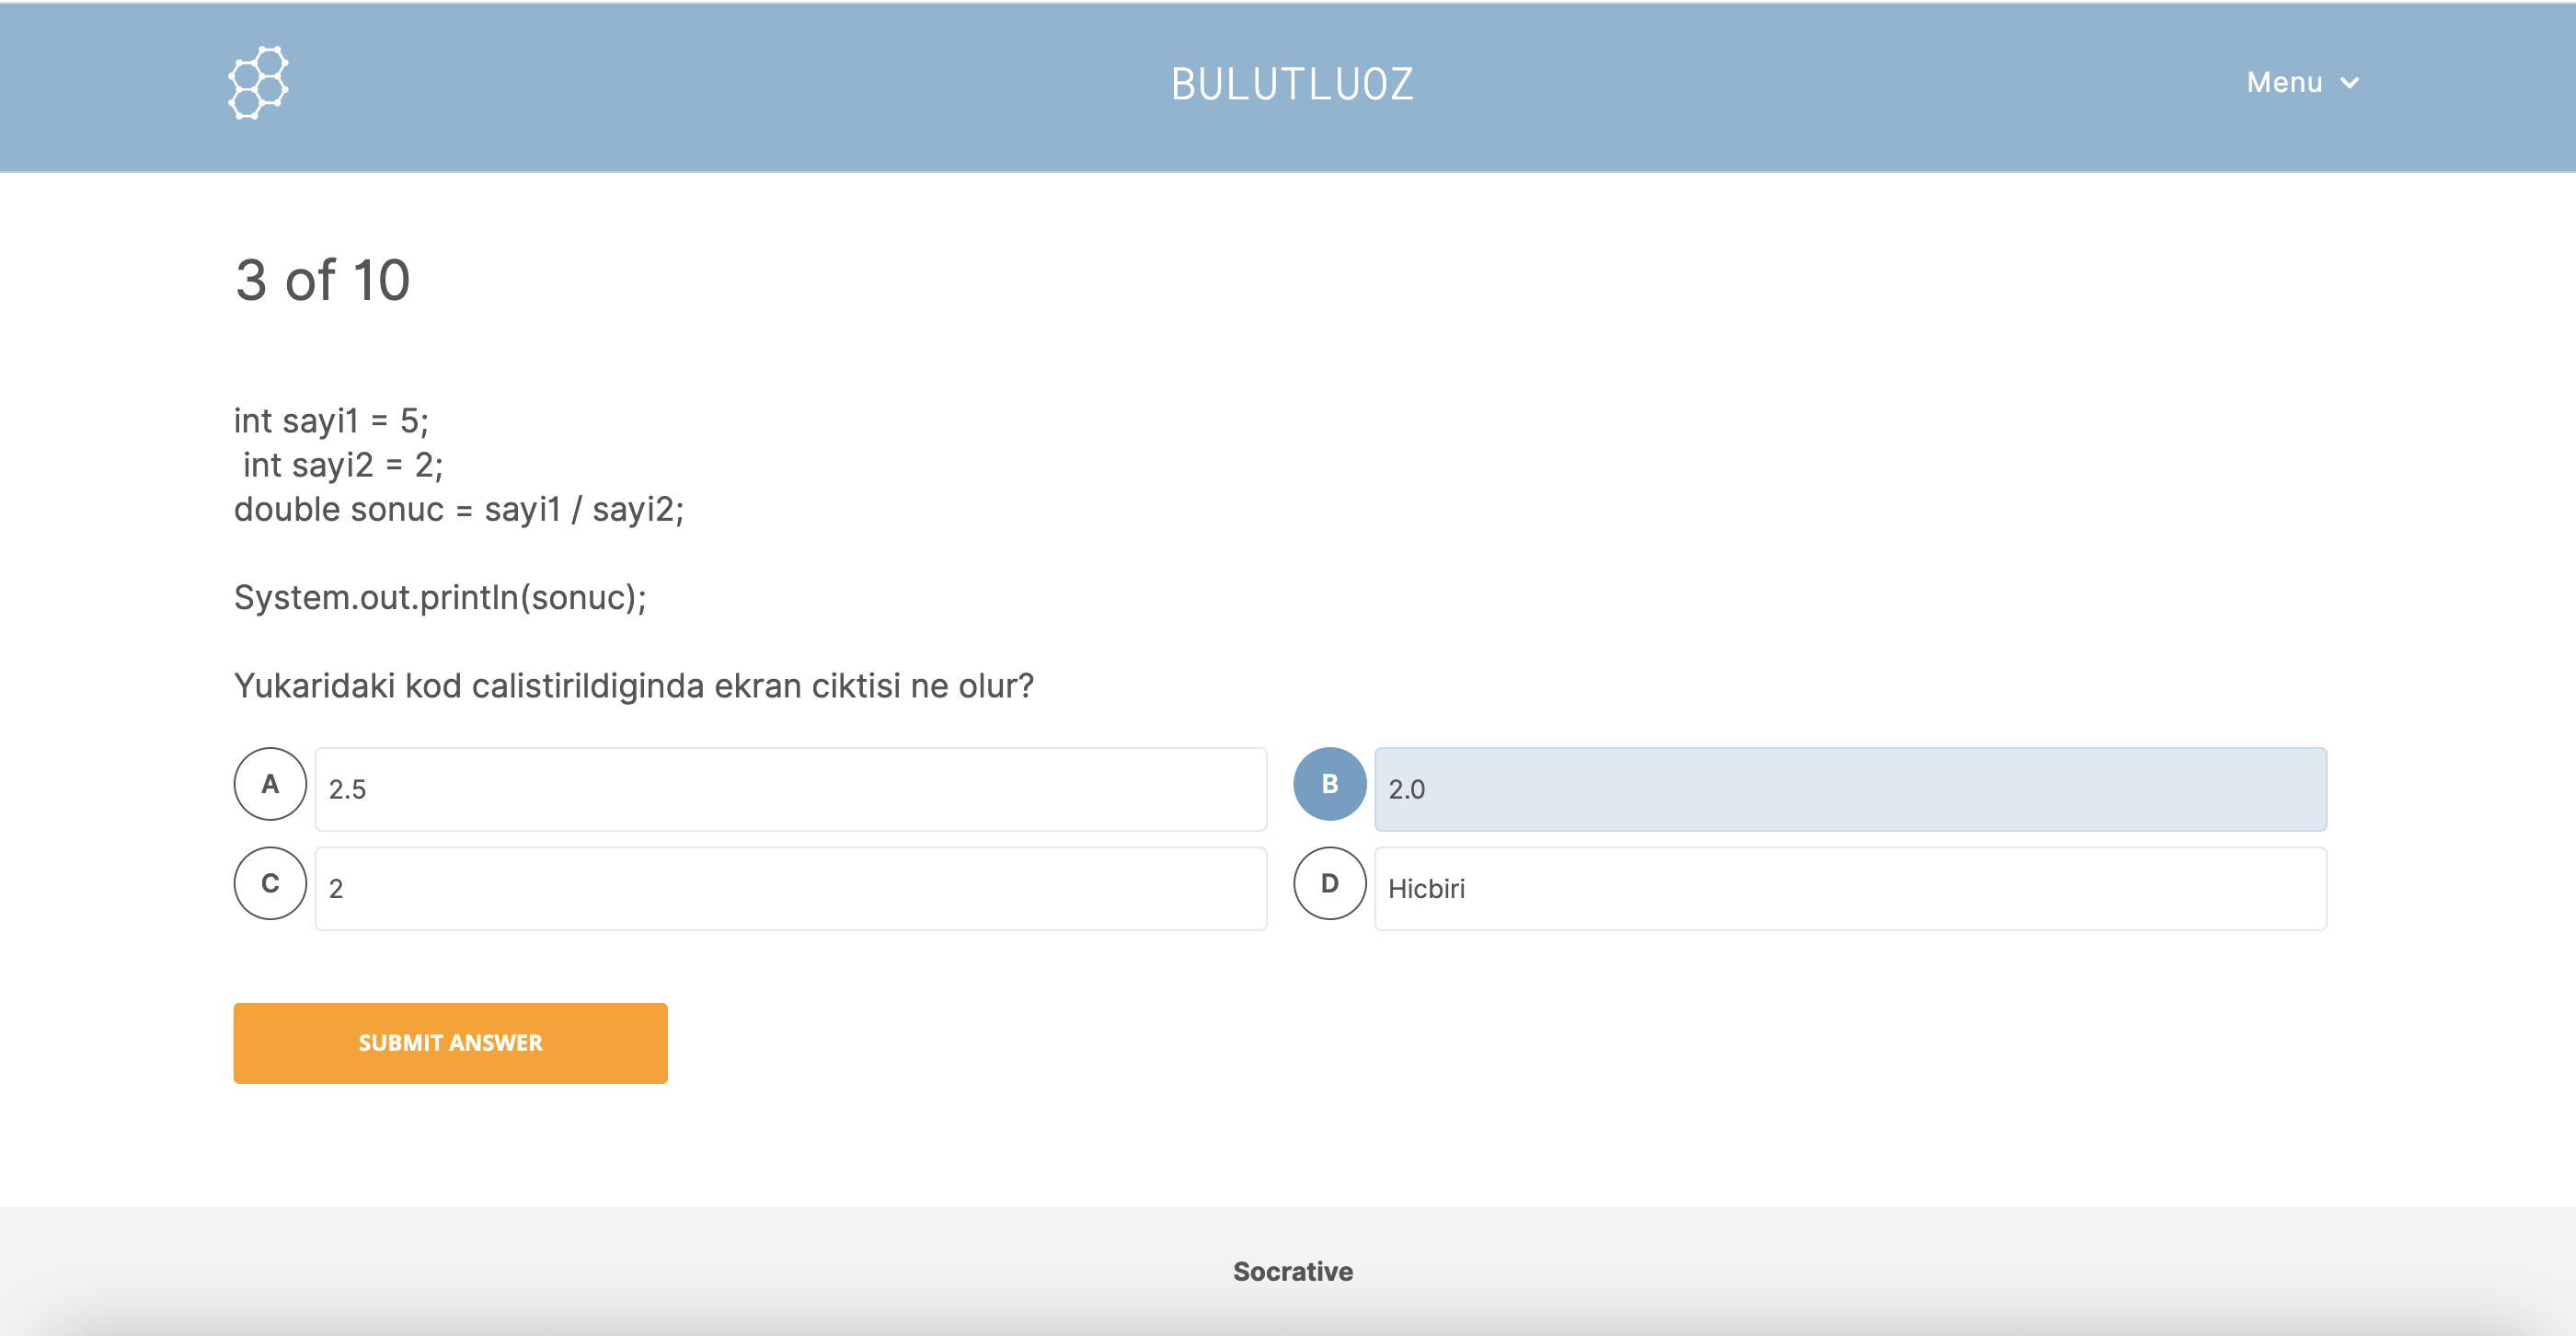 BULUTLUOZ
Menu
3 of 10
int sayi1 = 5;
int sayi2 = 2;
double sonuc = sayi1 / sayi2;
System.out.println(sonuc);
Yukaridaki kod calistirildiginda ekran ciktisi ne olur?
A 2.5
B 2.0
C 2
D Hicbiri
SUBMIT ANSWER
Socrative